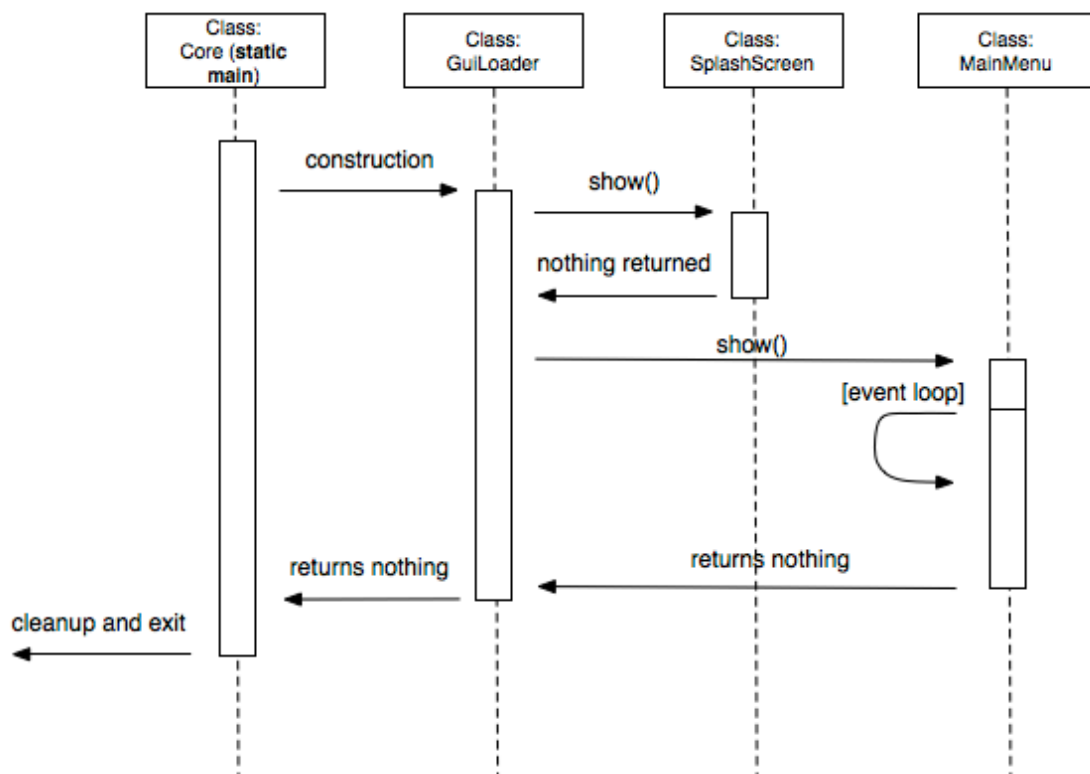 Class:
Core (static
main)
Class:
GuiLoader
Class:
SplashScreen
Class:
MainMenu
construction
show()
nothing returned
show()
[event loop]
returns nothing
returns nothing
cleanup and exit